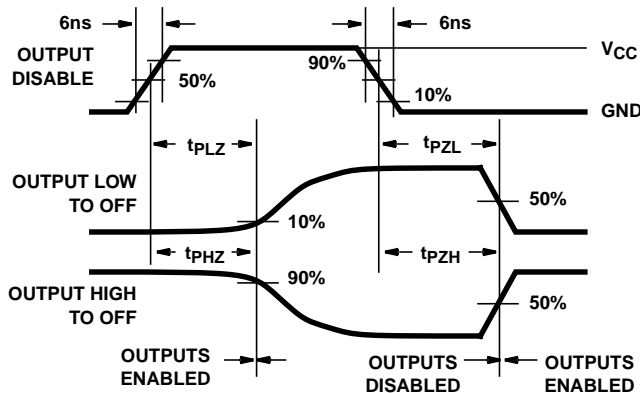 6ns
6ns
OUTPUT
DISABLE
50%
90%
VCC
10%
GND
tPLZ
tPZL
OUTPUT LOW
TO OFF
10%
50%
tPHZ
tPZH
90%
OUTPUT HIGH
TO OFF
50%
OUTPUTS
ENABLED
OUTPUTS
DISABLED
OUTPUTS
ENABLED